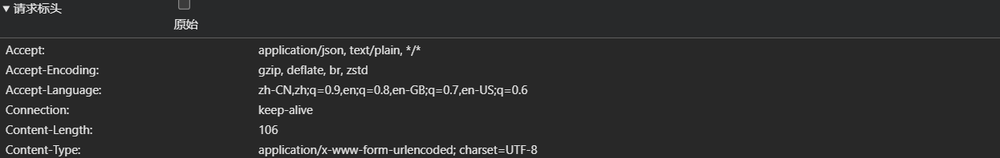 请求标头
原始
Accept: application/json, text/plain, */*
Accept-Encoding: gzip, deflate, br, zstd
Accept-Language: zh-CN,zh;q=0.9,en;q=0.8,en-GB;q=0.7,en-US;q=0.6
Connection: keep-alive
Content-Length: 106
Content-Type: application/x-www-form-urlencoded; charset=UTF-8